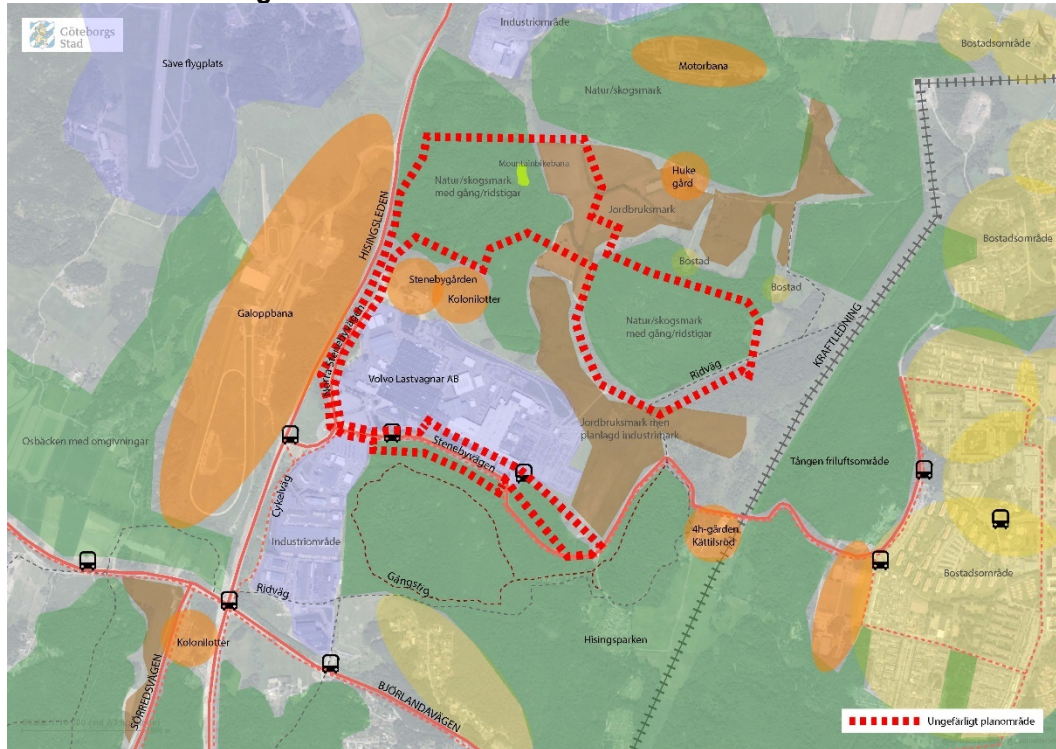 Göteborgs
Stad
Industriområde
Bostadsområde
Säve flygplats
Motorbana
Natur/skogsmark
Mountainbikebana
Natur/skogsmark
med gång/ridstigar
Huke
gård
Jordbruksmark
HISINGSLEDEN
Bostadsområde
Bostad
Bostad
Stenebygården
Kolonilotter
Galoppbana
Norra Stenebyvägen
Natur/skogsmark
med gång/ridstigar
KRAFTLEDNING
Ridväg
Volvo Lastvagnar AB
Jordbruksmark men
planlagd industrimark
Osbäcken med omgivningar
Stenebyvägen
Tången friluftsområde
Cykelväg
Industriområde
4h-gården
Kättilsröd
Bostadsområde
Gångstig
Ridväg
Kolonilotter
Hisingsparken
SÖRREDSVÄGEN
BJÖRLANDAVÄGEN
Ungefärligt planområde